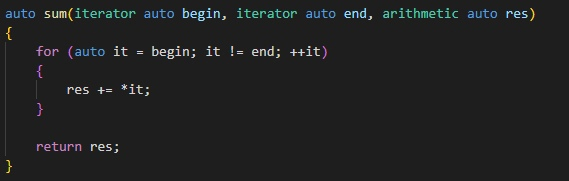 auto sum(iterator auto begin, iterator auto end, arithmetic auto res)
{
    for (auto it = begin; it != end; ++it)
    {
        res += *it;
    }

    return res;
}